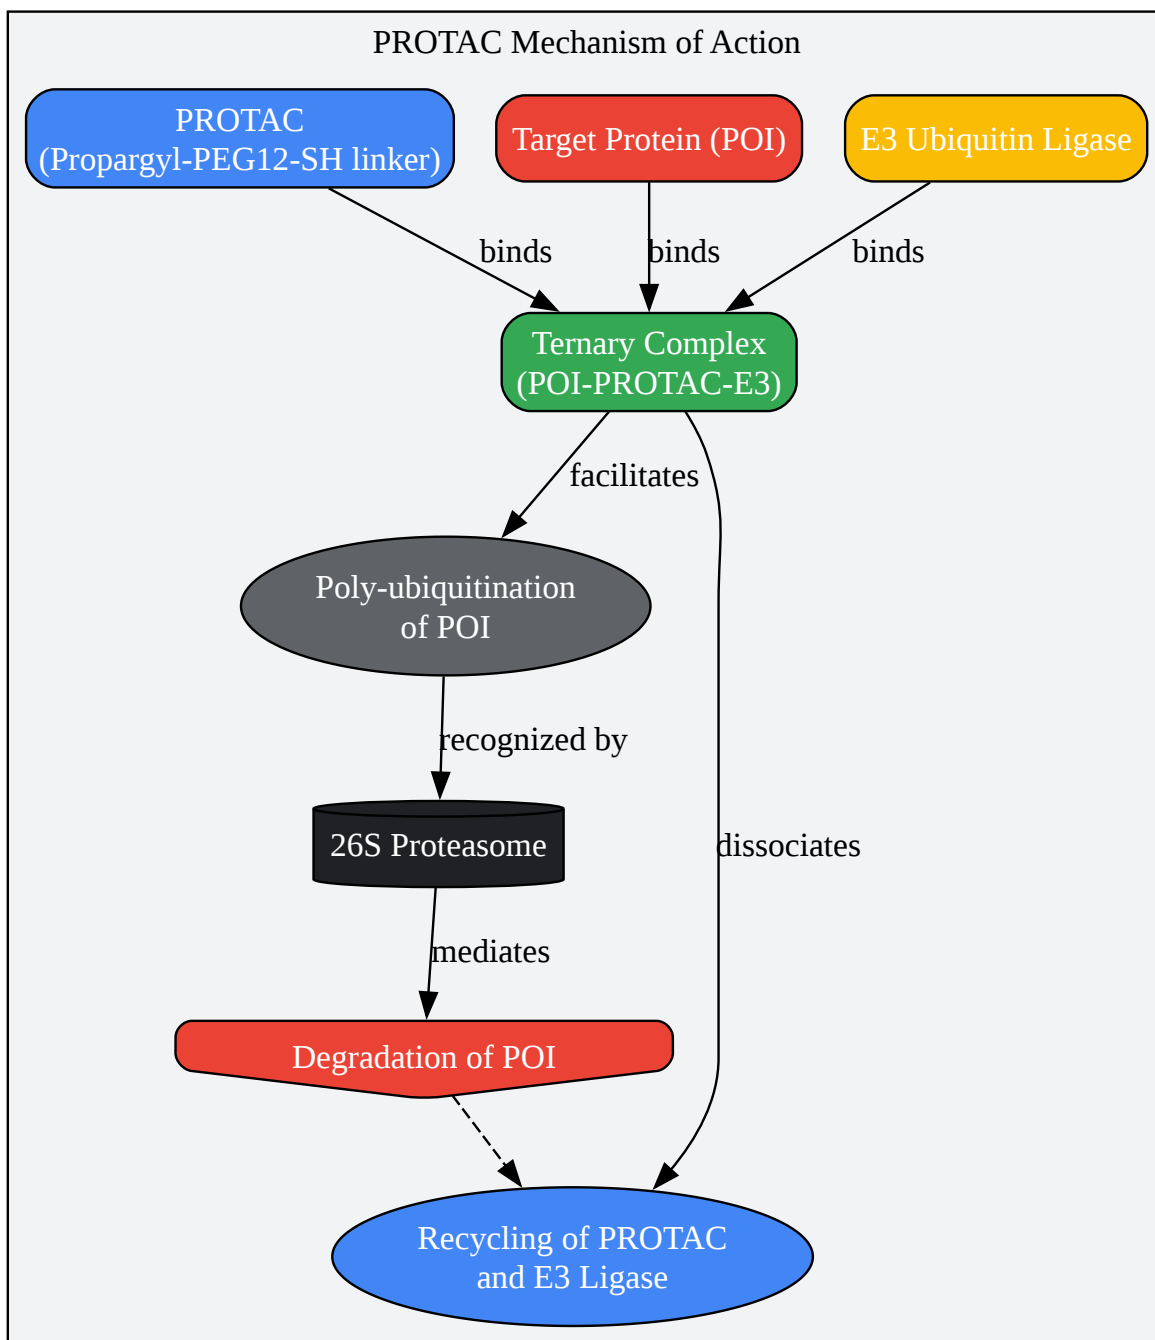 PROTAC Mechanism of Action
PROTAC
(Propargyl-PEG12-SH linker)
Target Protein (POI)
E3 Ubiquitin Ligase
binds
binds
binds
Ternary Complex
(POI-PROTAC-E3)
facilitates
Poly-ubiquitination
of POI
recognized by
26S Proteasome
dissociates
mediates
Degradation of POI
Recycling of PROTAC
and E3 Ligase